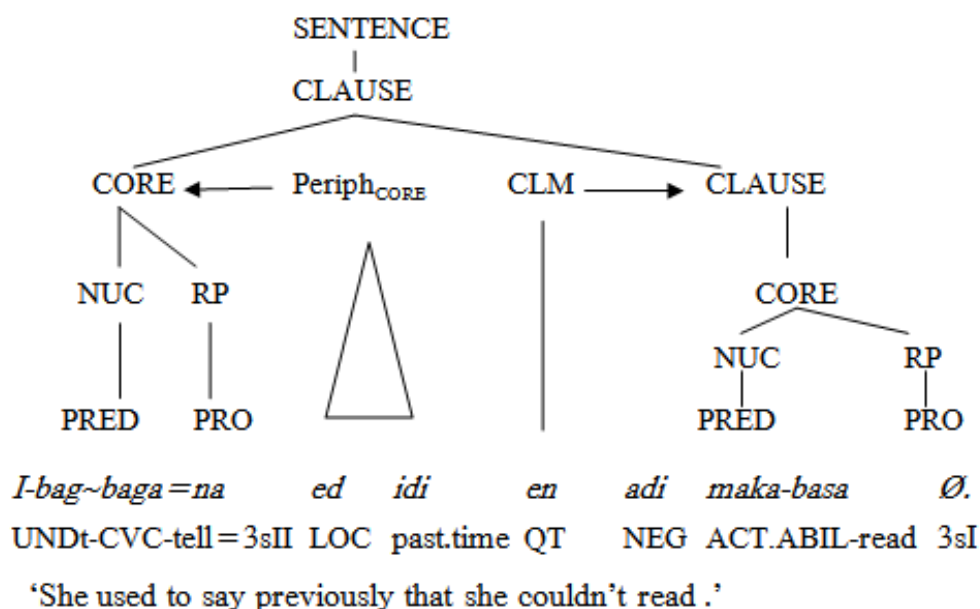 SENTENCE
CLAUSE
CORE Periph_CORE CLM CLAUSE
NUC RP CORE
NUC RP
PRED PRO PRED PRO
I-bag~baga=na ed idi en adi maka-basa Ø.
UNDt-CVC-tell=3sII LOC past.time QT NEG ACT.ABIL-read 3sI
‘She used to say previously that she couldn’t read .’